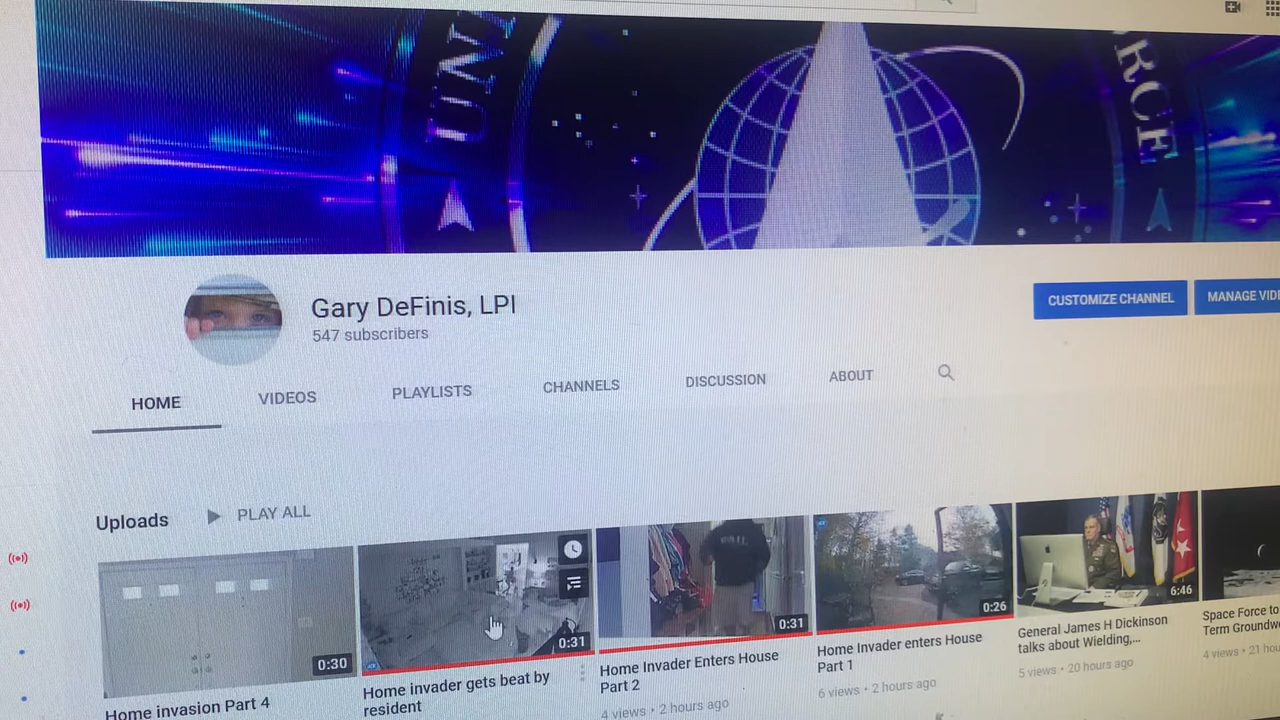 UN
RCE
Gary DeFinis, LPI
547 subscribers
CUSTOMIZE CHANNEL
MANAGE VID
HOME
VIDEOS
PLAYLISTS
CHANNELS
DISCUSSION
ABOUT
Uploads
PLAY ALL
0:30
0:31
0:31
0:26
6:46
Home invasion Part 4
Home invader gets beat by
resident
Home Invader Enters House
Part 2
4 views • 2 hours ago
Home Invader enters House
Part 1
6 views • 2 hours ago
General James H Dickinson
talks about Wielding,...
5 views • 20 hours ago
Space Force to
Term Groundw
4 views • 21 hou